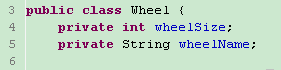 3 public class Wheel {
4     private int wheelSize;
5     private String wheelName;
6